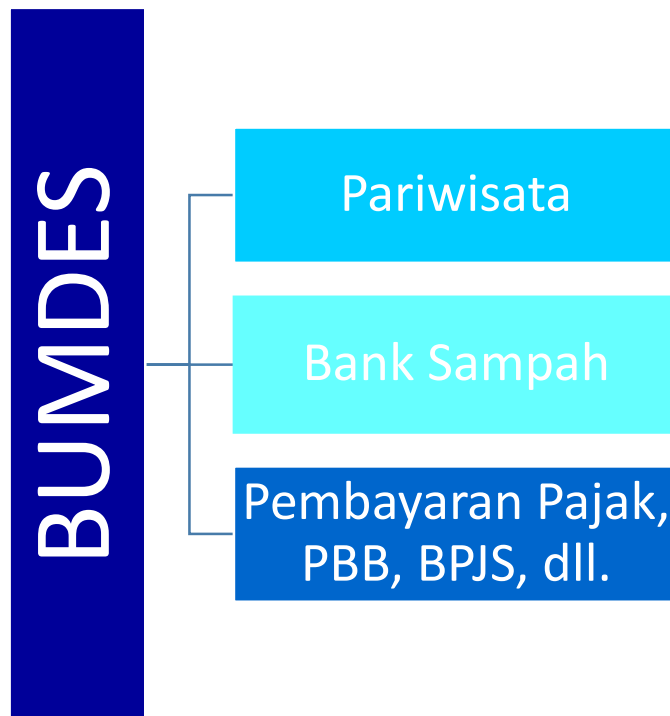 BUMDES
Pariwisata
Bank Sampah
Pembayaran Pajak,
PBB, BPJS, dll.